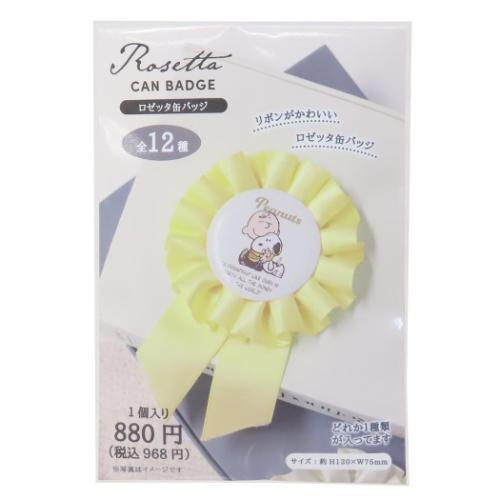 Rosetta
CAN BADGE
ロゼッタ缶バッジ
全12種
リボンがかわいい
ロゼッタ缶バッジ
Peanuts
1個入り
880円
(税込968円)
※写真はイメージです
どれか1種類
が入ってます
サイズ：約H120×W75mm